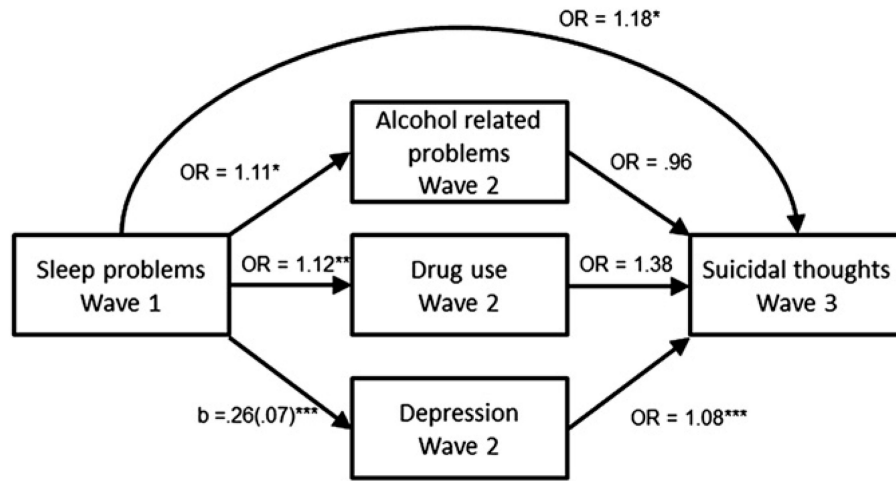 OR = 1.18*
Alcohol related
problems
Wave 2
OR = 1.11*
OR = .96
Sleep problems
Wave 1
OR = 1.12**
Drug use
Wave 2
OR = 1.38
Suicidal thoughts
Wave 3
b =.26(.07)***
Depression
Wave 2
OR = 1.08***